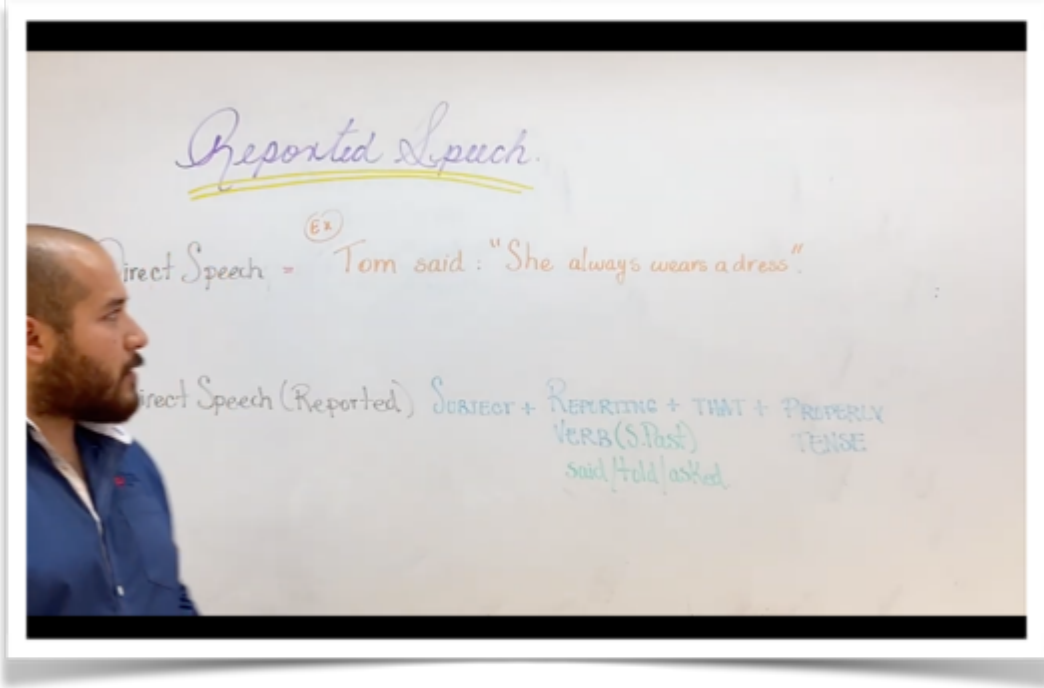 Reported Speech.
Ex
irect Speech = Tom said : "She always wears a dress".
irect Speech (Reported) SUBJECT + REPORTING + THAT + PROPERLY
VERB (S.Past) TENSE
said/told/asked